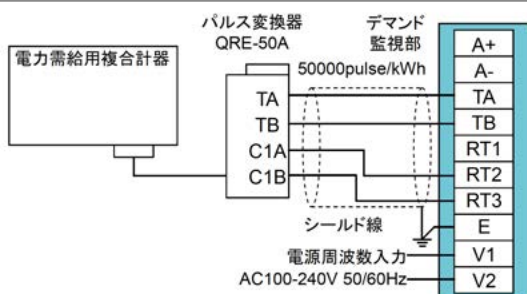 パルス変換器
QRE-50A
デマンド
監視部
電力需給用複合計器
50000pulse/kWh
TA
TB
C1A
C1B
A+
A-
TA
TB
RT1
RT2
RT3
E
V1
V2
シールド線
電源周波数入力
AC100-240V 50/60Hz